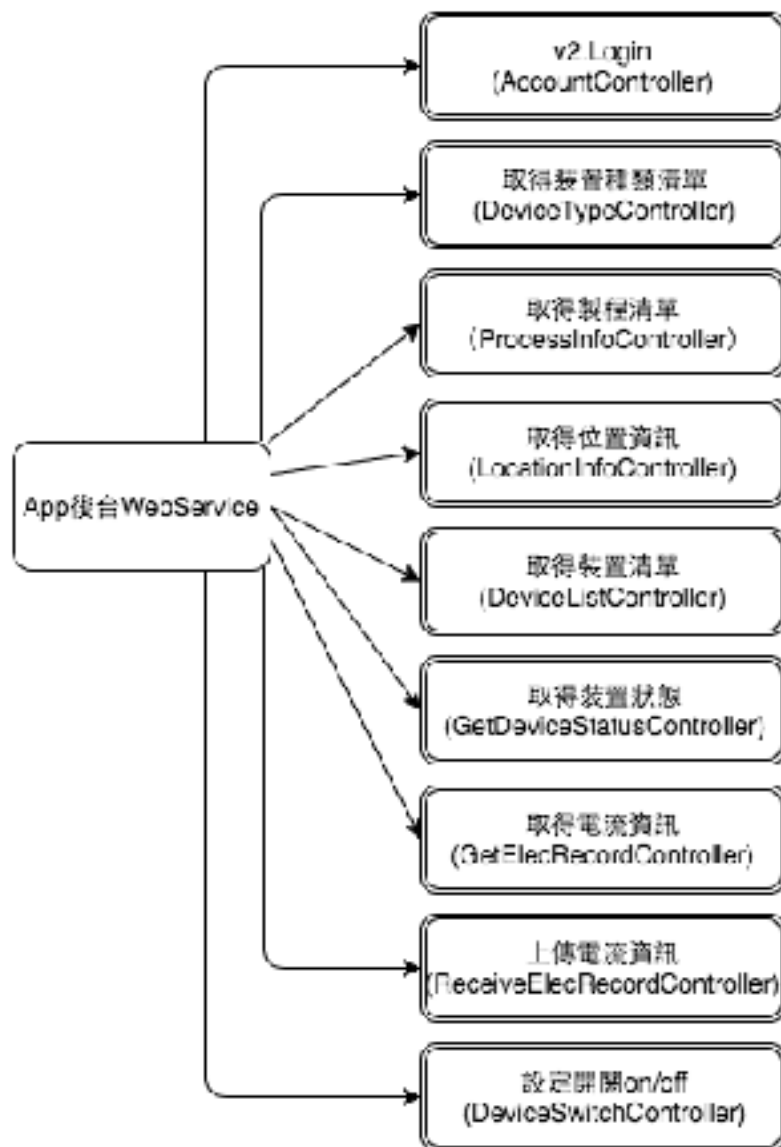 v2.Login
(AccountController)
取得裝置種類清單
(DeviceTypeController)
取得製程清單
(ProcessInfoController)
取得位置資訊
(LocationInfoController)
App後台WebService
取得裝置清單
(DeviceListController)
取得裝置狀態
(GetDeviceStatusController)
取得電流資訊
(GetElecRecordController)
上傳電流資訊
(ReceiveElecRecordController)
設定開關on/off
(DeviceSwitchController)